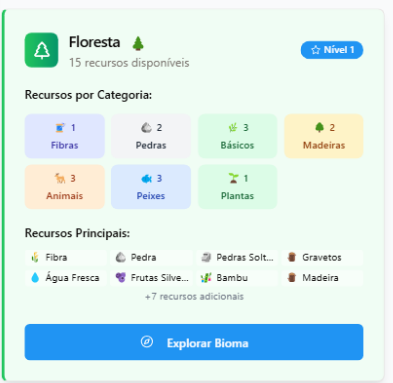 Floresta
Nível 1
15 recursos disponíveis
Recursos por Categoria:
1 2 3 2
Fibras Pedras Básicos Madeiras
3 3 1
Animais Peixes Plantas
Recursos Principais:
Fibra Pedra Pedras Solt... Gravetos
Água Fresca Frutas Silve... Bambu Madeira
+7 recursos adicionais
Explorar Bioma